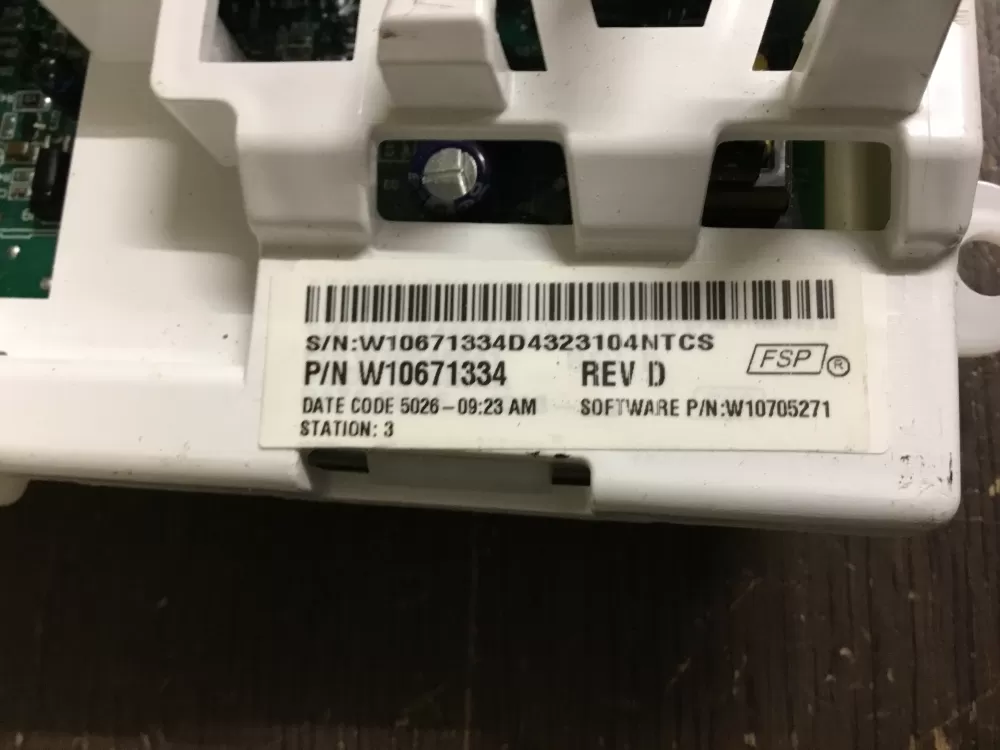 S/N:W10671334D4323104NTCS
P/N W10671334 REV D FSP ®
DATE CODE 5026-09:23 AM SOFTWARE P/N:W10705271
STATION: 3